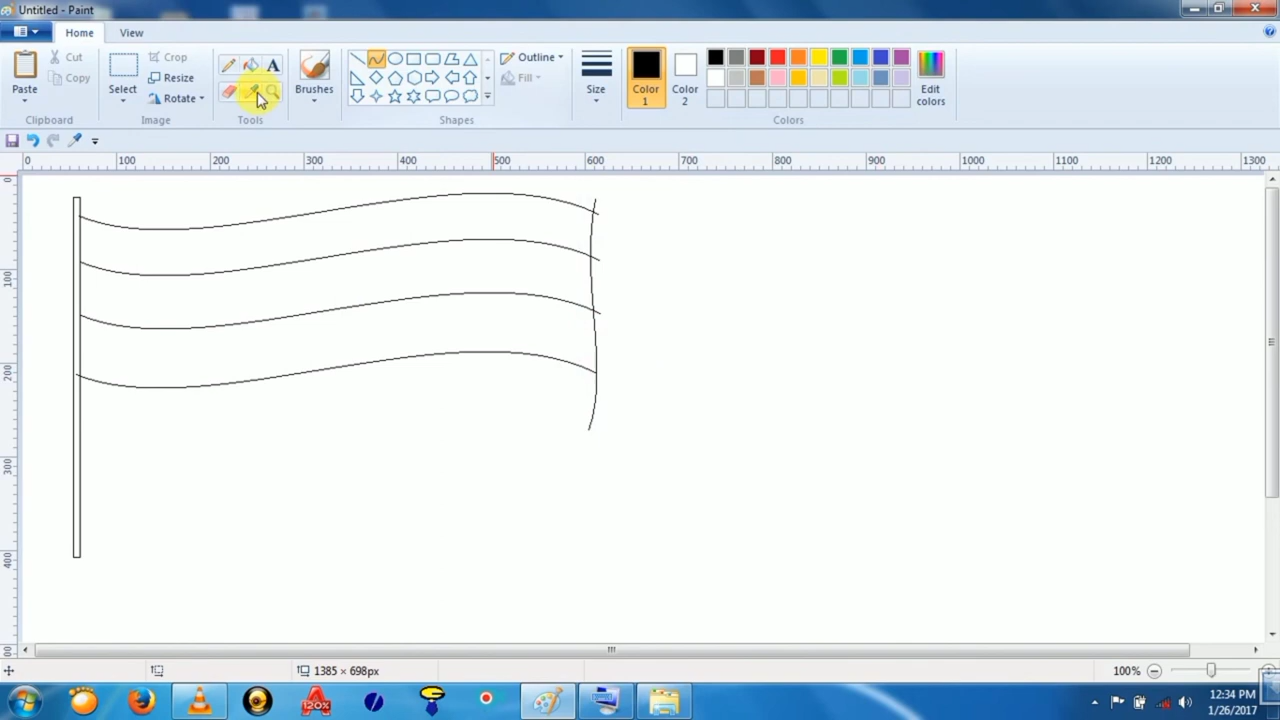 Untitled - Paint
Home View
Paste
Cut
Copy
Clipboard
Select
Crop
Resize
Rotate
Image
A
Tools
Brushes
Outline
Fill
Shapes
Size
Color 1
Color 2
Edit colors
Colors
0 100 200 300 400 500 600 700 800 900 1000 1100 1200 1300
0
100
200
300
400
1385 × 698px
100%
120%
12:34 PM
1/26/2017